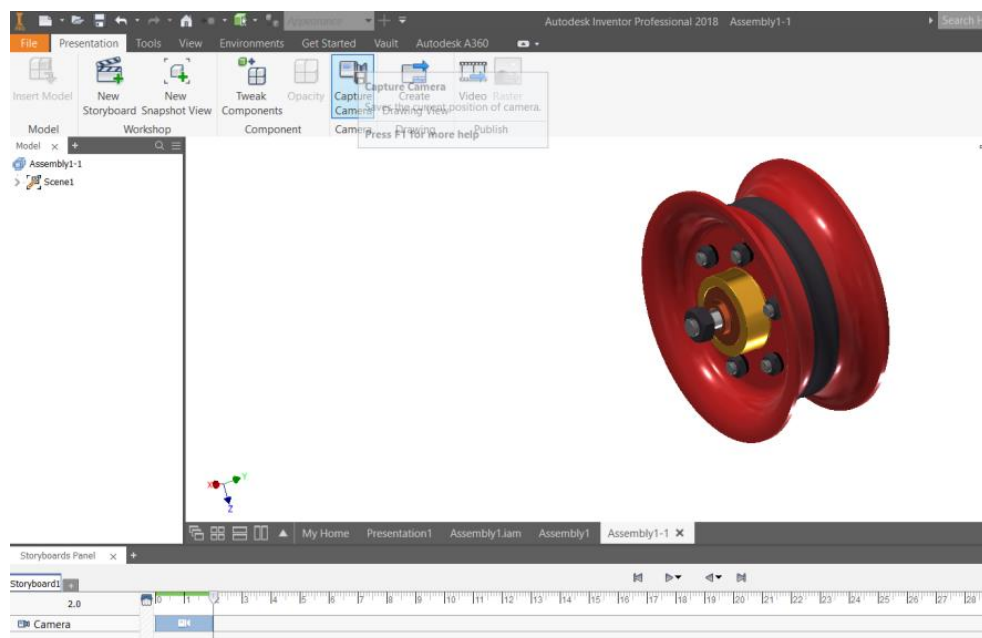 Appearance
Autodesk Inventor Professional 2018 Assembly1-1
Search H
File Presentation Tools View Environments Get Started Vault Autodesk A360
Insert Model
New Storyboard
New Snapshot View
Tweak Components
Opacity
Capture Camera
Create Drawing View
Video
Raster
Capture Camera
Saves the current position of camera.
Press F1 for more help
Model Workshop Component Camera Drawing Publish
Model x +
Assembly1-1
Scene1
X Y
Z
My Home Presentation1 Assembly1.iam Assembly1 Assembly1-1 X
Storyboards Panel x +
Storyboard1 +
2.0
0 1 2 3 4 5 6 7 8 9 10 11 12 13 14 15 16 17 18 19 20 21 22 23 24 25 26 27 28
Camera